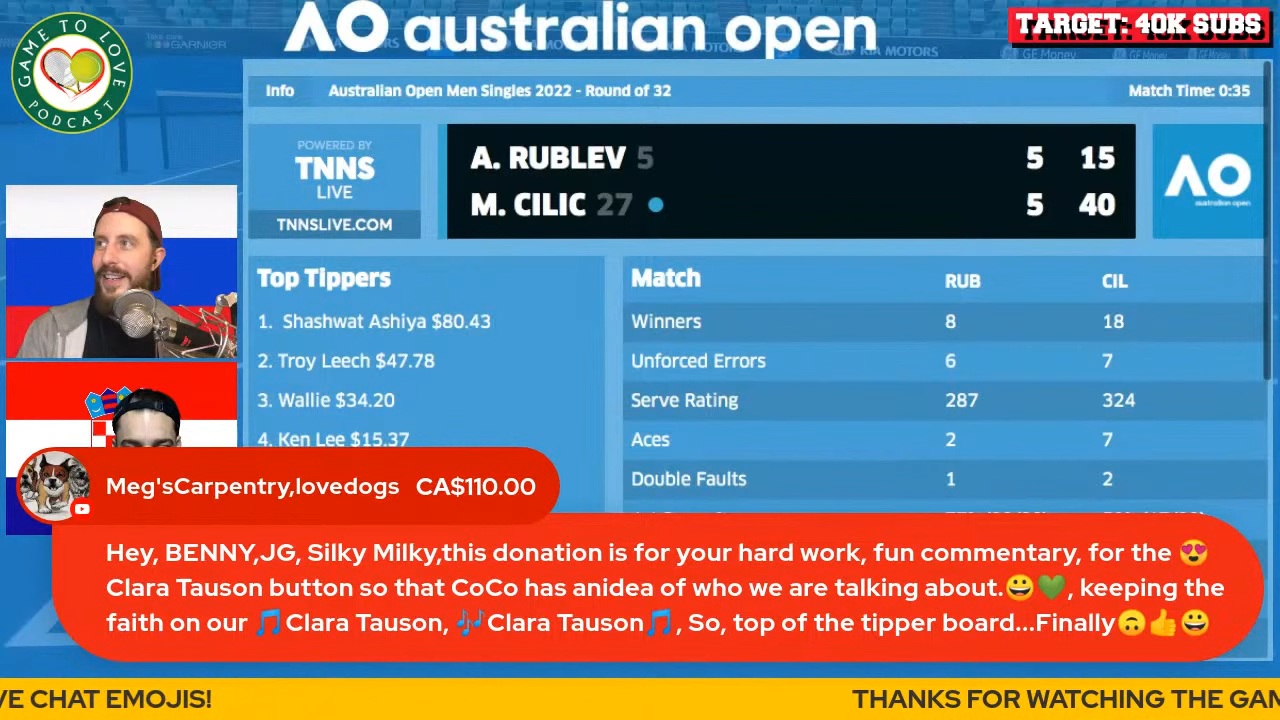 GAME TO LOVE
PODCAST
AO australian open
TARGET: 40K SUBS
GARNIER
KIA MOTORS
GE Money
Info Australian Open Men Singles 2022 - Round of 32 Match Time: 0:35
POWERED BY
TNNS
LIVE
TNNSLIVE.COM
A. RUBLEV 5 5 15
M. CILIC 27 5 40
AO
australian open
Top Tippers
1. Shashwat Ashiya $80.43
2. Troy Leech $47.78
3. Wallie $34.20
4. Ken Lee $15.37
Match RUB CIL
Winners 8 18
Unforced Errors 6 7
Serve Rating 287 324
Aces 2 7
Double Faults 1 2
Meg'sCarpentry,lovedogs CA$110.00
Hey, BENNY,JG, Silky Milky,this donation is for your hard work, fun commentary, for the 😍
Clara Tauson button so that CoCo has anidea of who we are talking about.😀💚, keeping the
faith on our 🎵Clara Tauson, 🎶Clara Tauson🎵, So, top of the tipper board...Finally🙃👍😀
VE CHAT EMOJIS! THANKS FOR WATCHING THE GAM